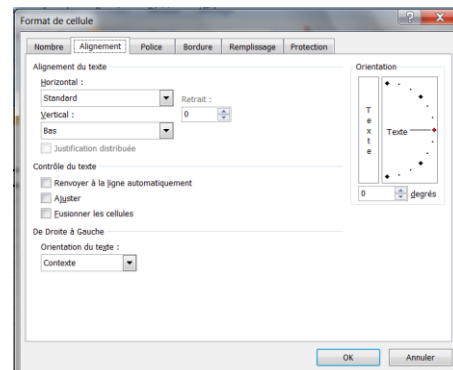 Format de cellule
Nombre Alignement Police Bordure Remplissage Protection
Alignement du texte
Horizontal :
Standard
Retrait :
Vertical :
0
Bas
Justification distribuée
Contrôle du texte
Renvoyer à la ligne automatiquement
Ajuster
Fusionner les cellules
De Droite à Gauche
Orientation du texte :
Contexte
Orientation
Texte
Texte
0 degrés
OK Annuler